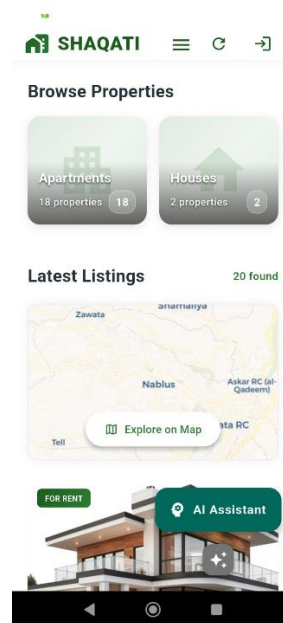 SHAQATI
Browse Properties
Apartments
18 properties 18
Houses
2 properties 2
Latest Listings
20 found
Shamaliya
Zawata
Nablus
Askar RC (al-
Qadeem)
ata RC
Tell
Explore on Map
FOR RENT
AI Assistant